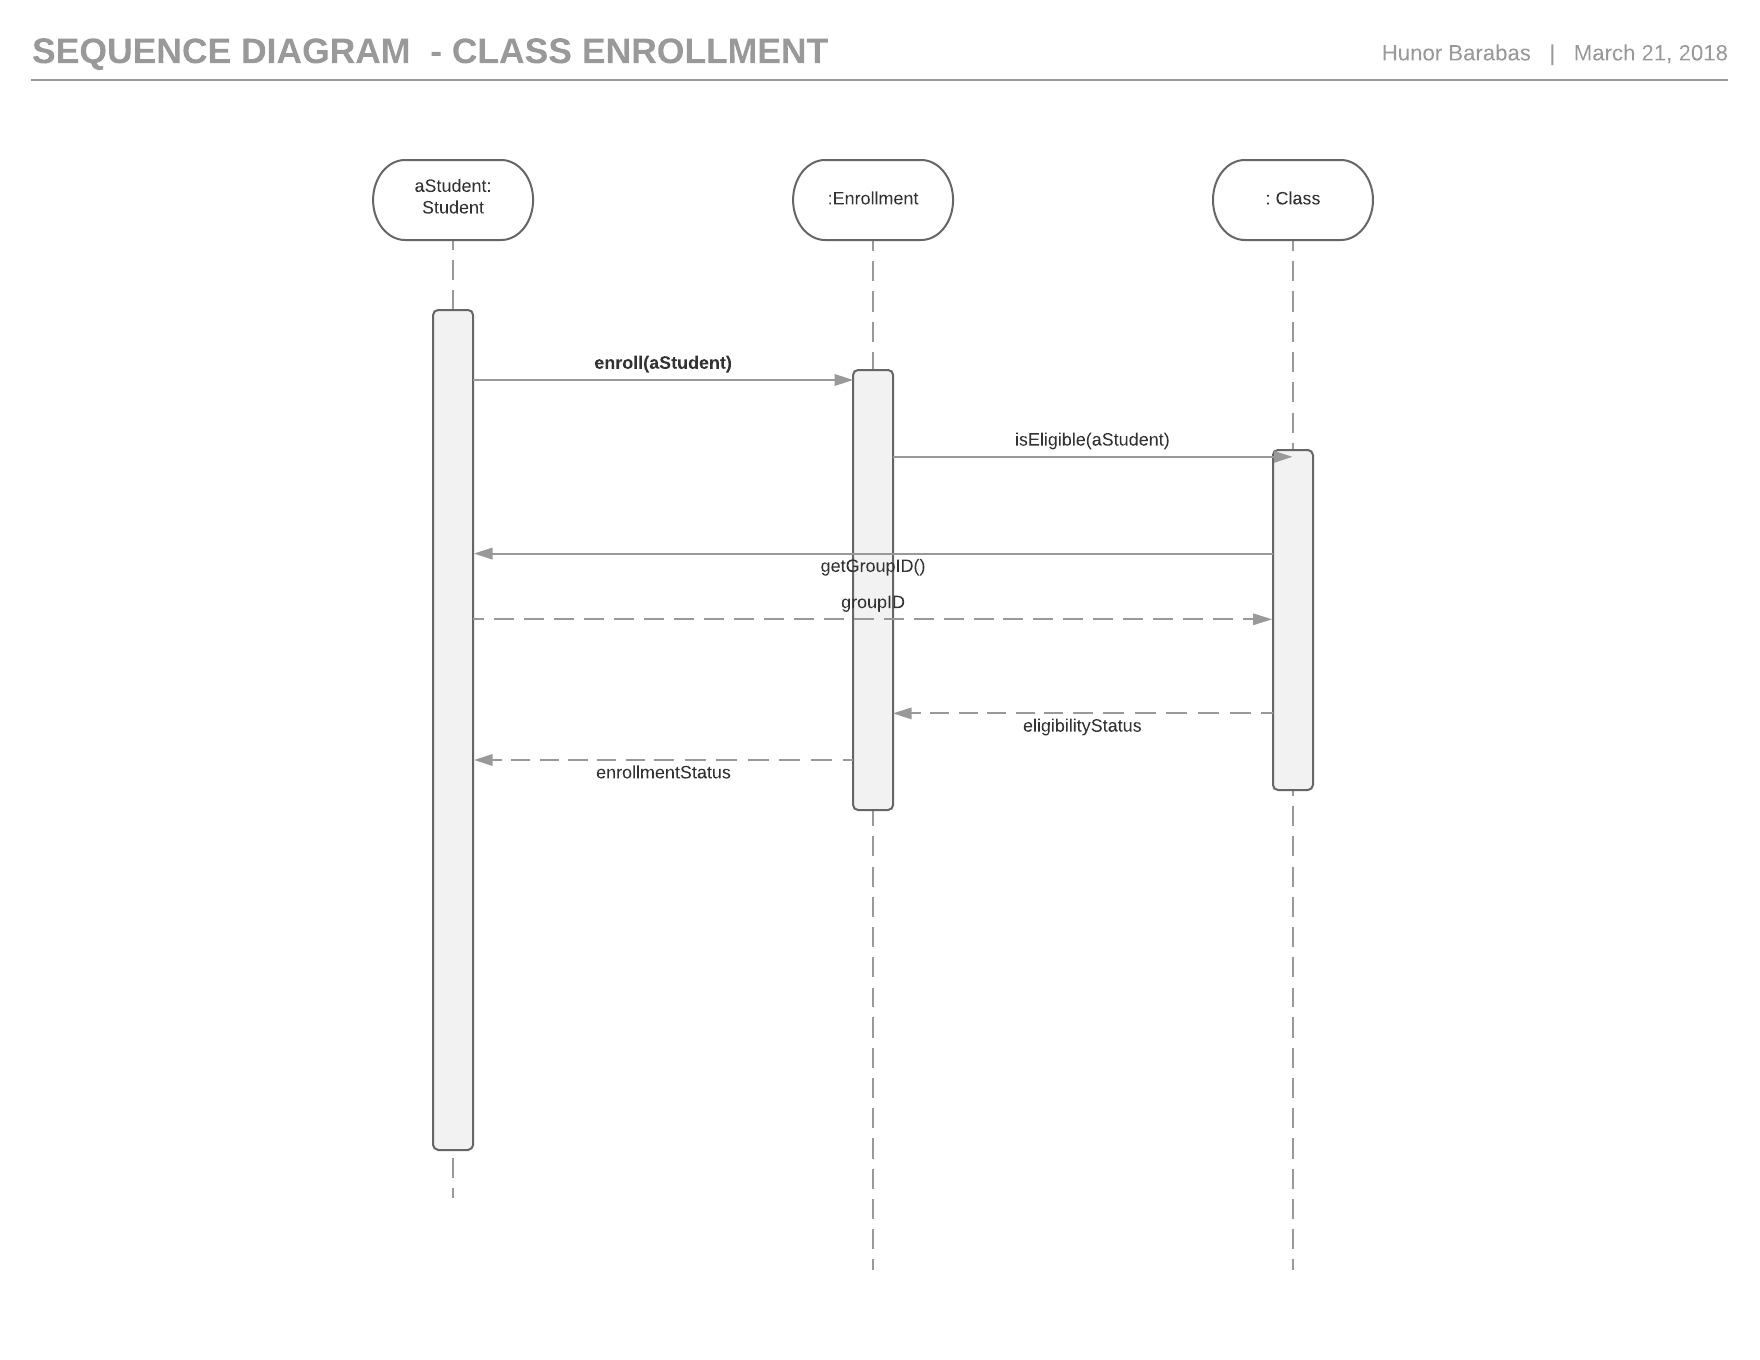 SEQUENCE DIAGRAM - CLASS ENROLLMENT
Hunor Barabas | March 21, 2018
aStudent:
Student
:Enrollment
: Class
enroll(aStudent)
isEligible(aStudent)
getGroupID()
groupID
eligibilityStatus
enrollmentStatus